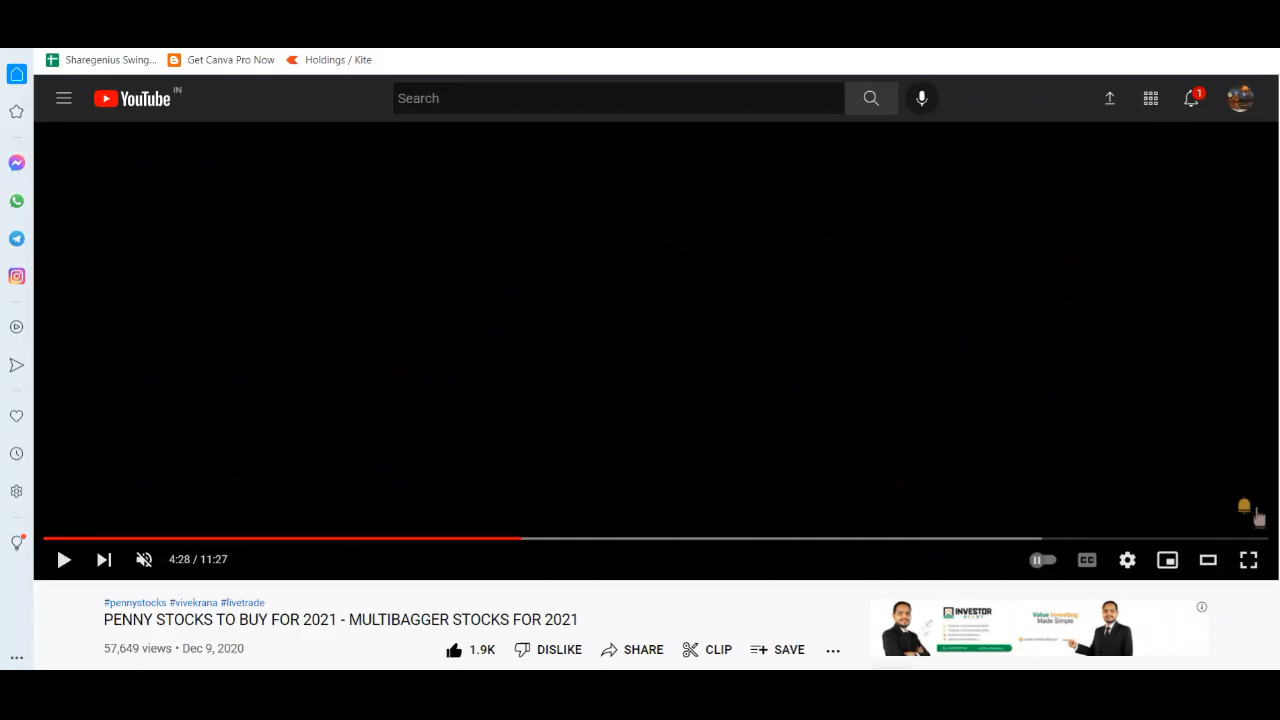 Sharegenius Swing... Get Canva Pro Now Holdings / Kite
YouTube IN Search 1
CC
4:28 / 11:27
#pennystocks #vivekrana #livetrade
PENNY STOCKS TO BUY FOR 2021 - MULTIBAGGER STOCKS FOR 2021
57,649 views • Dec 9, 2020 1.9K DISLIKE SHARE CLIP SAVE
INVESTOR
Value Investing
Made Simple